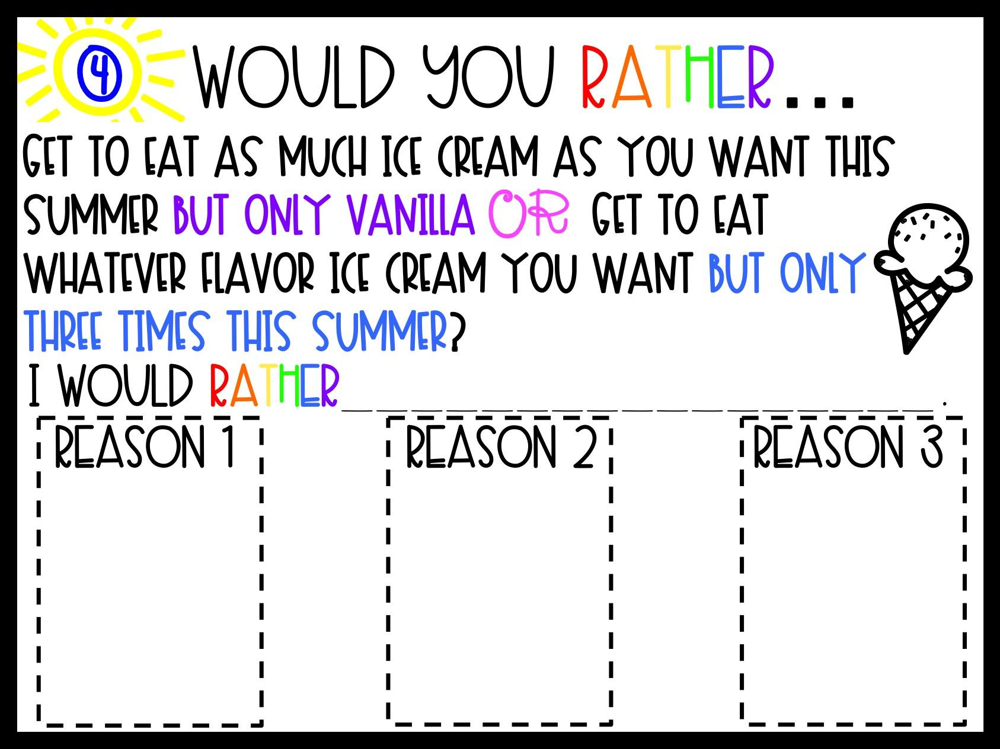 4 WOULD YOU RATHER...
GET TO EAT AS MUCH ICE CREAM AS YOU WANT THIS
SUMMER BUT ONLY VANILLA OR GET TO EAT
WHATEVER FLAVOR ICE CREAM YOU WANT BUT ONLY
THREE TIMES THIS SUMMER?
I WOULD RATHER_________________.
REASON 1
REASON 2
REASON 3